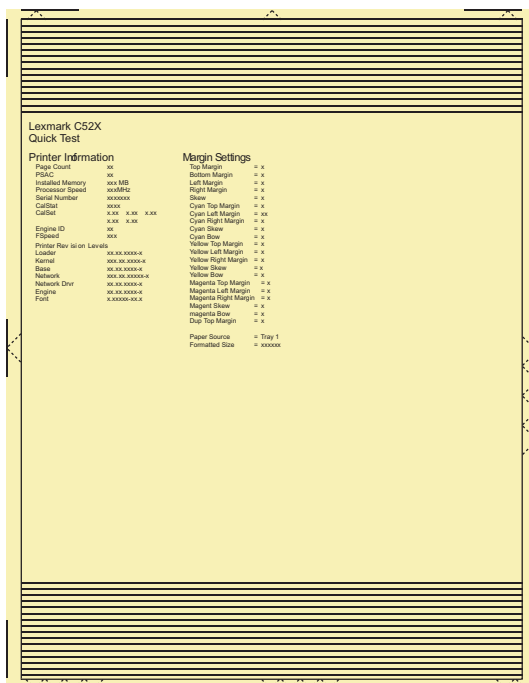 Lexmark C52X
Quick Test
Printer Information
Page Count xx
PSAC xx
Installed Memory xxx MB
Processor Speed xxxMHz
Serial Number xxxxxxx
CalStat xxxx
CalSet x.xx x.xx x.xx
x.xx x.xx
Engine ID xx
FSpeed xxx
Printer Revision Levels
Loader xx.xx.xxxx-x
Kernel xxx.xx.xxxx-x
Base xx.xx.xxxx-x
Network xx.xx.xxxxx-x
Network Drvr xx.xx.xxxx-x
Engine xx.xx.xxxx-x
Font x.xxxxx-xx.x
Margin Settings
Top Margin = x
Bottom Margin = x
Left Margin = x
Right Margin = x
Skew = x
Cyan Top Margin = x
Cyan Left Margin = xx
Cyan Right Margin = x
Cyan Skew = x
Cyan Bow = x
Yellow Top Margin = x
Yellow Left Margin = x
Yellow Right Margin = x
Yellow Skew = x
Yellow Bow = x
Magenta Top Margin = x
Magenta Left Margin = x
Magenta Right Margin = x
Magent Skew = x
magenta Bow = x
Dup Top Margin = x
Paper Source = Tray 1
Formatted Size = xxxxxx